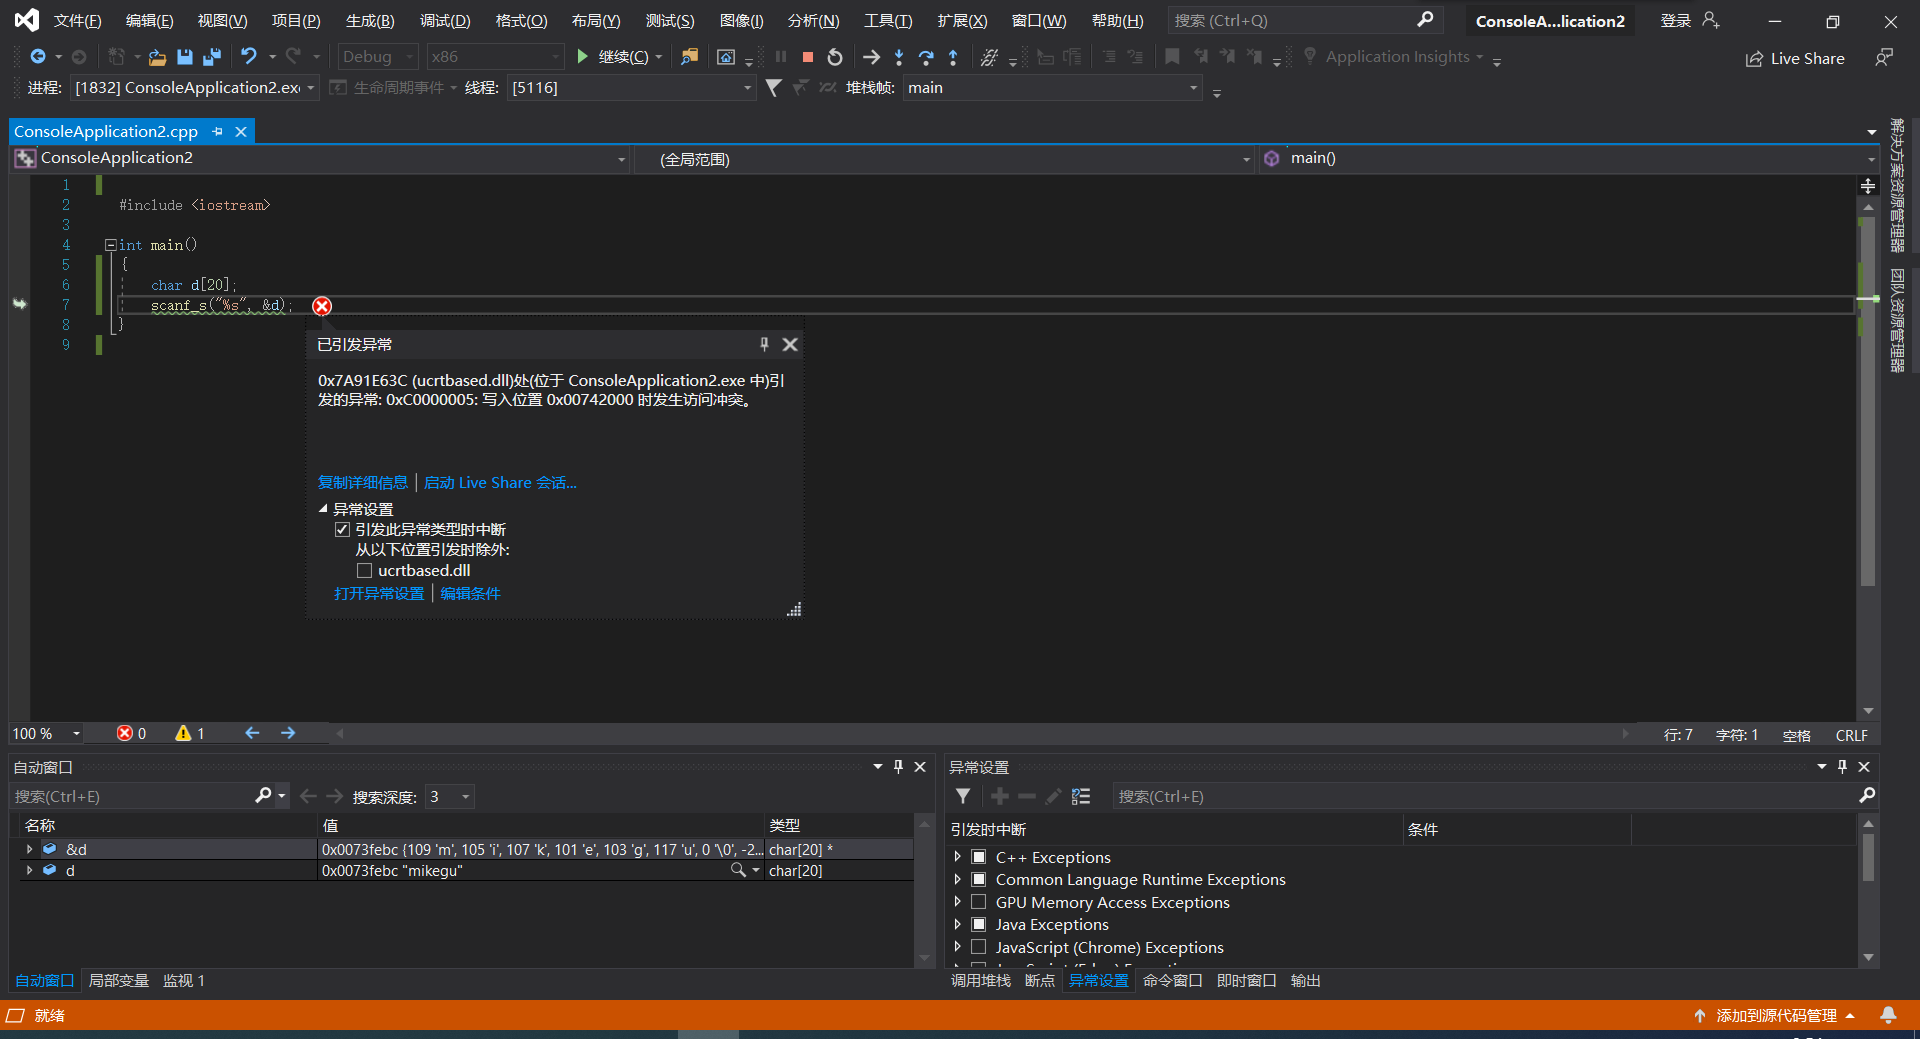 文件(F) 编辑(E) 视图(V) 项目(P) 生成(B) 调试(D) 格式(O) 布局(Y) 测试(S) 图像(I) 分析(N) 工具(T) 扩展(X) 窗口(W) 帮助(H) 搜索 (Ctrl+Q) ConsoleA...lication2 登录
Debug x86 继续(C) Application Insights Live Share
进程: [1832] ConsoleApplication2.exe 生命周期事件 线程: [5116] 堆栈帧: main
ConsoleApplication2.cpp
ConsoleApplication2 (全局范围) main()
1
2 #include <iostream>
3
4 int main()
5 {
6 char d[20];
7 scanf_s("%s", &d);
8 }
9
已引发异常
0x7A91E63C (ucrtbased.dll)处(位于 ConsoleApplication2.exe 中)引
发的异常: 0xC0000005: 写入位置 0x00742000 时发生访问冲突。
复制详细信息 | 启动 Live Share 会话...
异常设置
引发此异常类型时中断
从以下位置引发时除外:
ucrtbased.dll
打开异常设置 | 编辑条件
解决方案资源管理器
团队资源管理器
100 % 0 1 行: 7 字符: 1 空格 CRLF
自动窗口
搜索(Ctrl+E) 搜索深度: 3
名称 值 类型
&d 0x0073febc {109 'm', 105 'i', 107 'k', 101 'e', 103 'g', 117 'u', 0 '\0', -2... char[20] *
d 0x0073febc "mikegu" char[20]
自动窗口 局部变量 监视 1
异常设置
搜索(Ctrl+E)
引发时中断 条件
C++ Exceptions
Common Language Runtime Exceptions
GPU Memory Access Exceptions
Java Exceptions
JavaScript (Chrome) Exceptions
调用堆栈 断点 异常设置 命令窗口 即时窗口 输出
就绪 添加到源代码管理